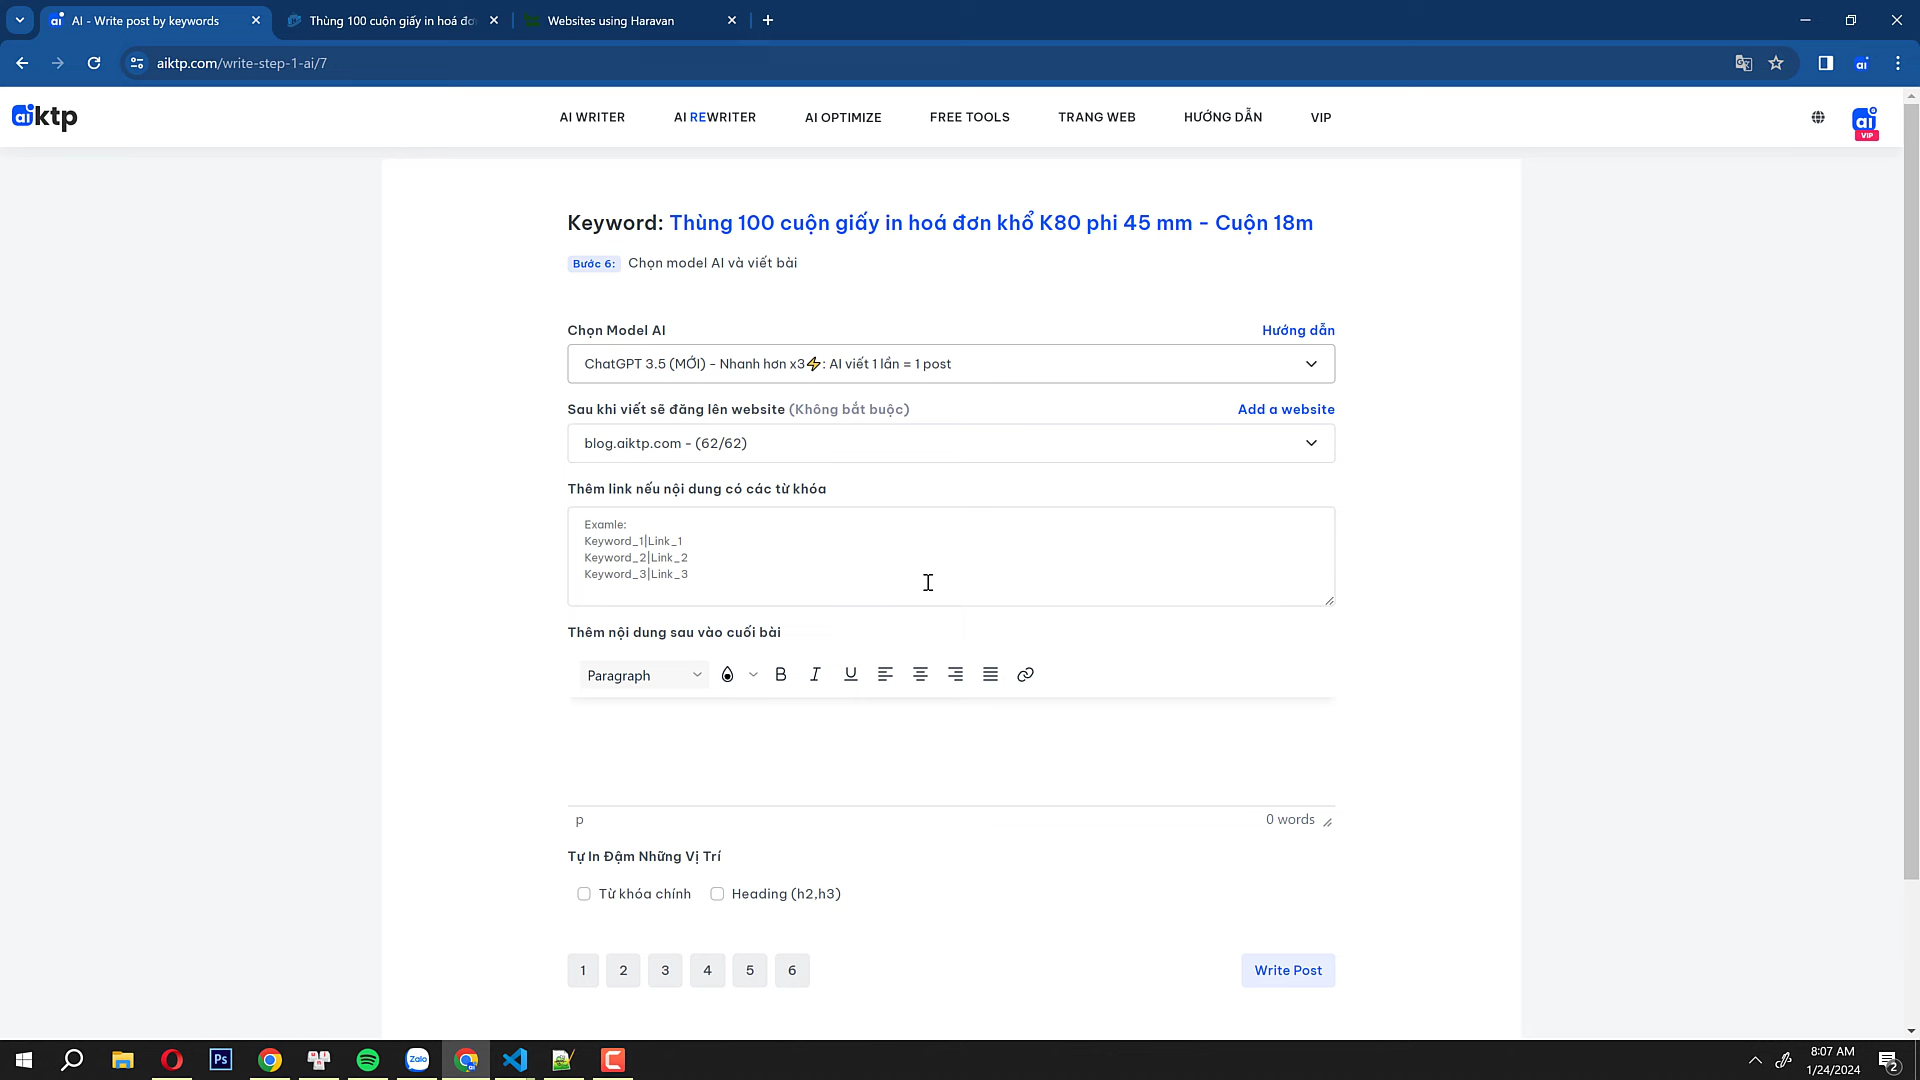 AI - Write post by keywords
Thùng 100 cuộn giấy in hoá đơ
Websites using Haravan
aiktp.com/write-step-1-ai/7
aiktp
AI WRITER
AI REWRITER
AI OPTIMIZE
FREE TOOLS
TRANG WEB
HƯỚNG DẪN
VIP
ai
VIP
Keyword: Thùng 100 cuộn giấy in hoá đơn khổ K80 phi 45 mm - Cuộn 18m
Bước 6: Chọn model AI và viết bài
Chọn Model AI
Hướng dẫn
ChatGPT 3.5 (MỚI) - Nhanh hơn x3⚡: AI viết 1 lần = 1 post
Sau khi viết sẽ đăng lên website (Không bắt buộc)
Add a website
blog.aiktp.com - (62/62)
Thêm link nếu nội dung có các từ khóa
Examle:
Keyword_1|Link_1
Keyword_2|Link_2
Keyword_3|Link_3
Thêm nội dung sau vào cuối bài
Paragraph
B I U
p
0 words
Tự In Đậm Những Vị Trí
Từ khóa chính
Heading (h2,h3)
1 2 3 4 5 6
Write Post
Ps
Zalo
8:07 AM
1/24/2024
2